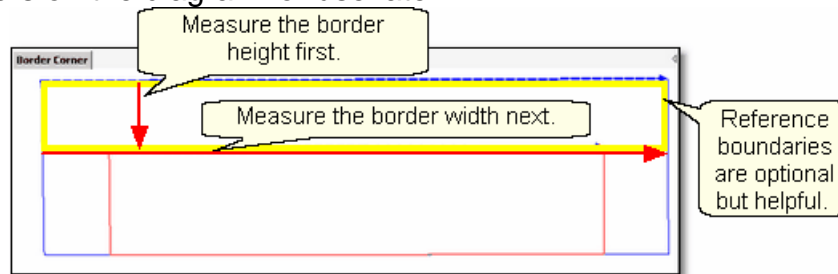 Measure the border
height first.
Border Corner
Measure the border width next.
Reference
boundaries
are optional
but helpful.